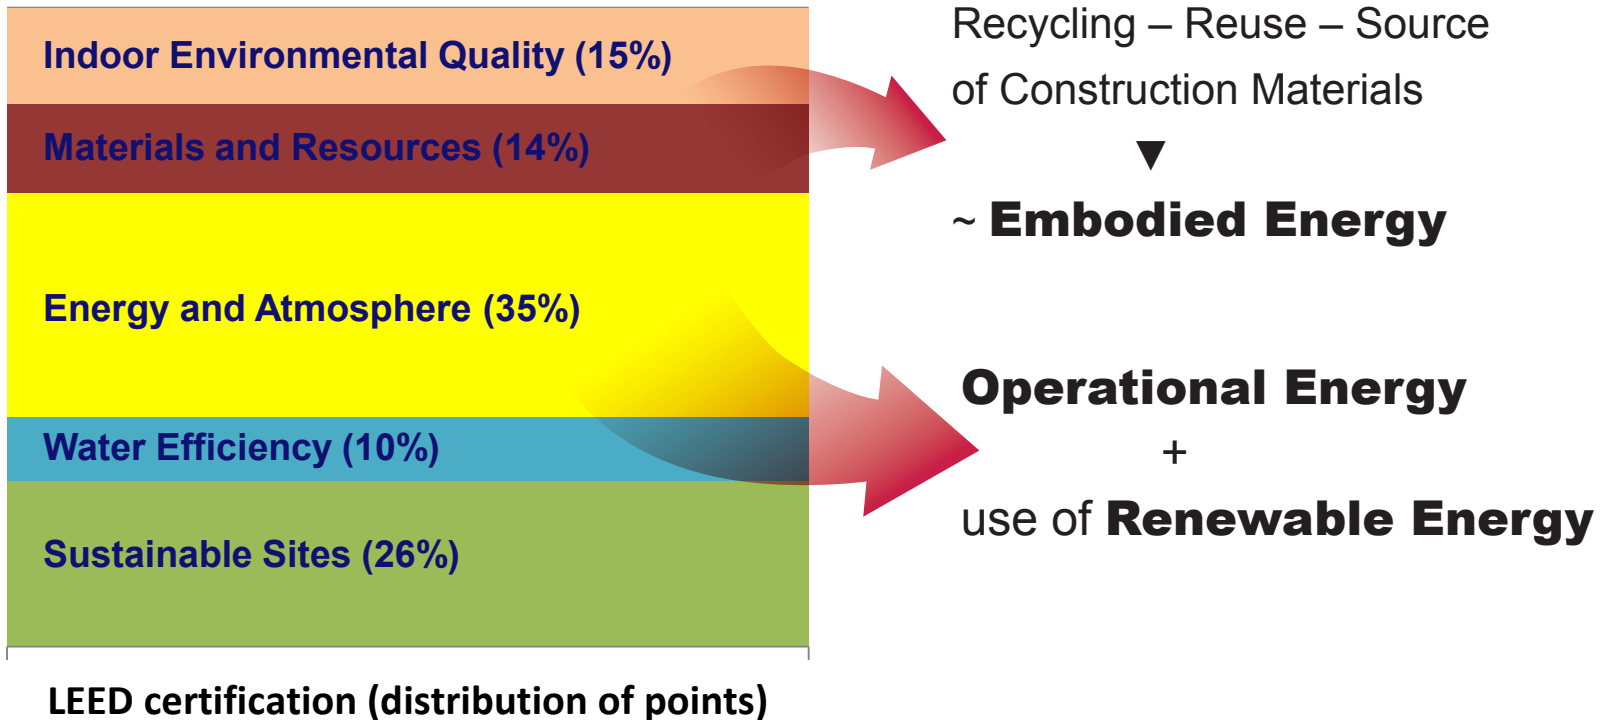 Indoor Environmental Quality (15%)
Materials and Resources (14%)
Energy and Atmosphere (35%)
Water Efficiency (10%)
Sustainable Sites (26%)
LEED certification (distribution of points)
Recycling – Reuse – Source
of Construction Materials
▼
~ Embodied Energy
Operational Energy
+
use of Renewable Energy